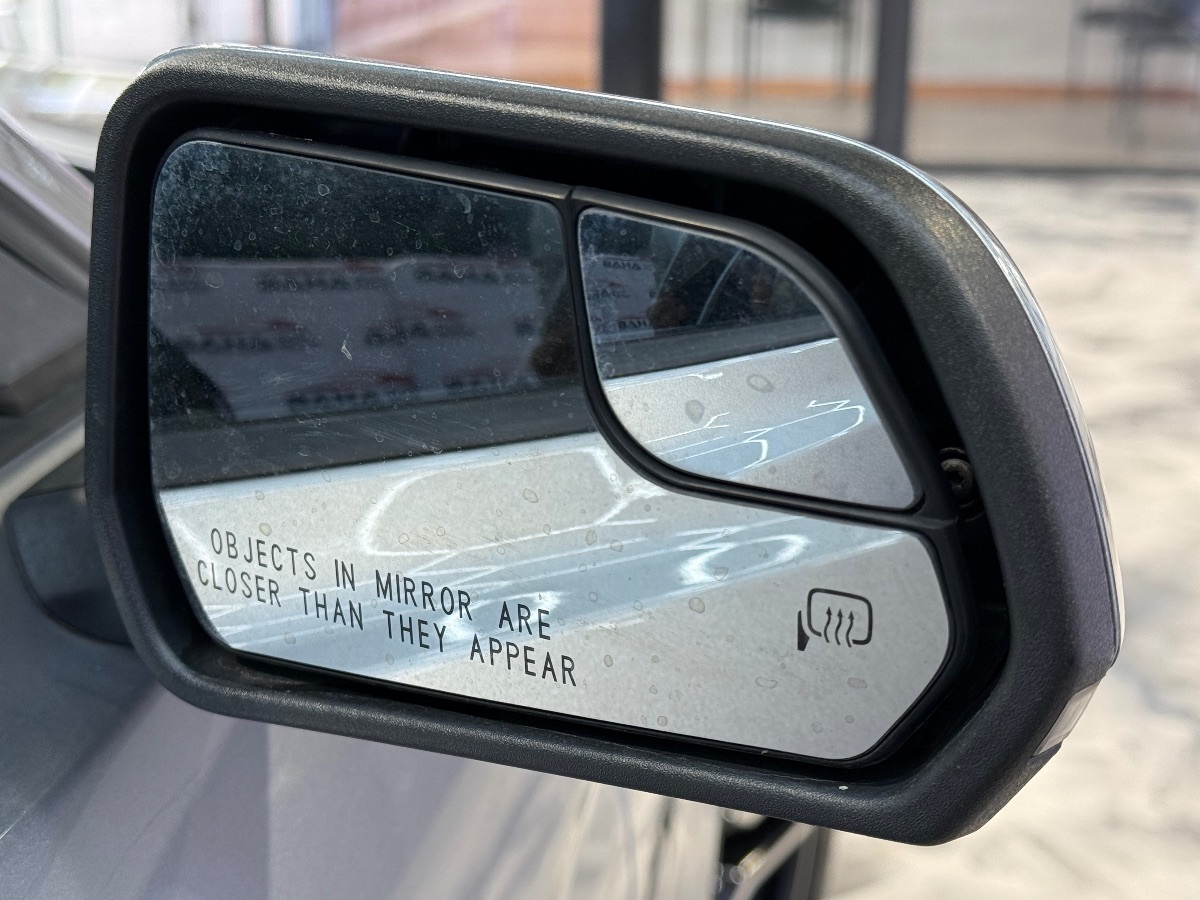 OBJECTS IN MIRROR ARE
CLOSER THAN THEY APPEAR